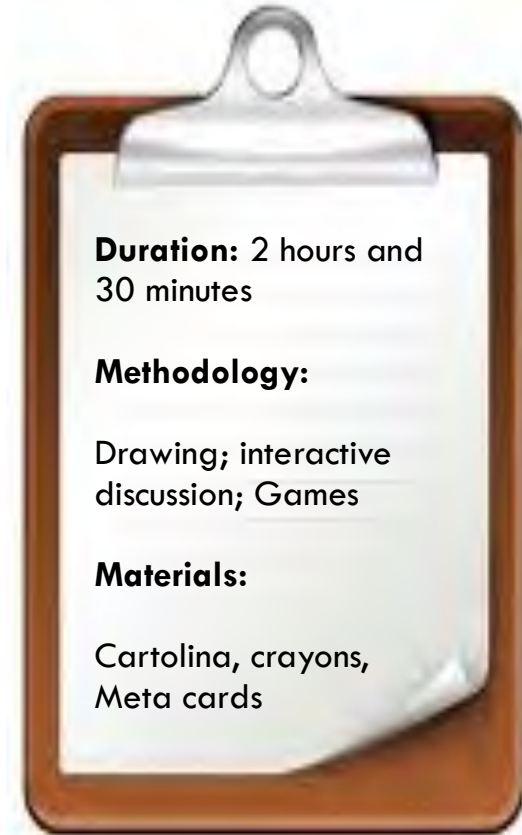 Duration: 2 hours and
30 minutes
Methodology:
Drawing; interactive
discussion; Games
Materials:
Cartolina, crayons,
Meta cards